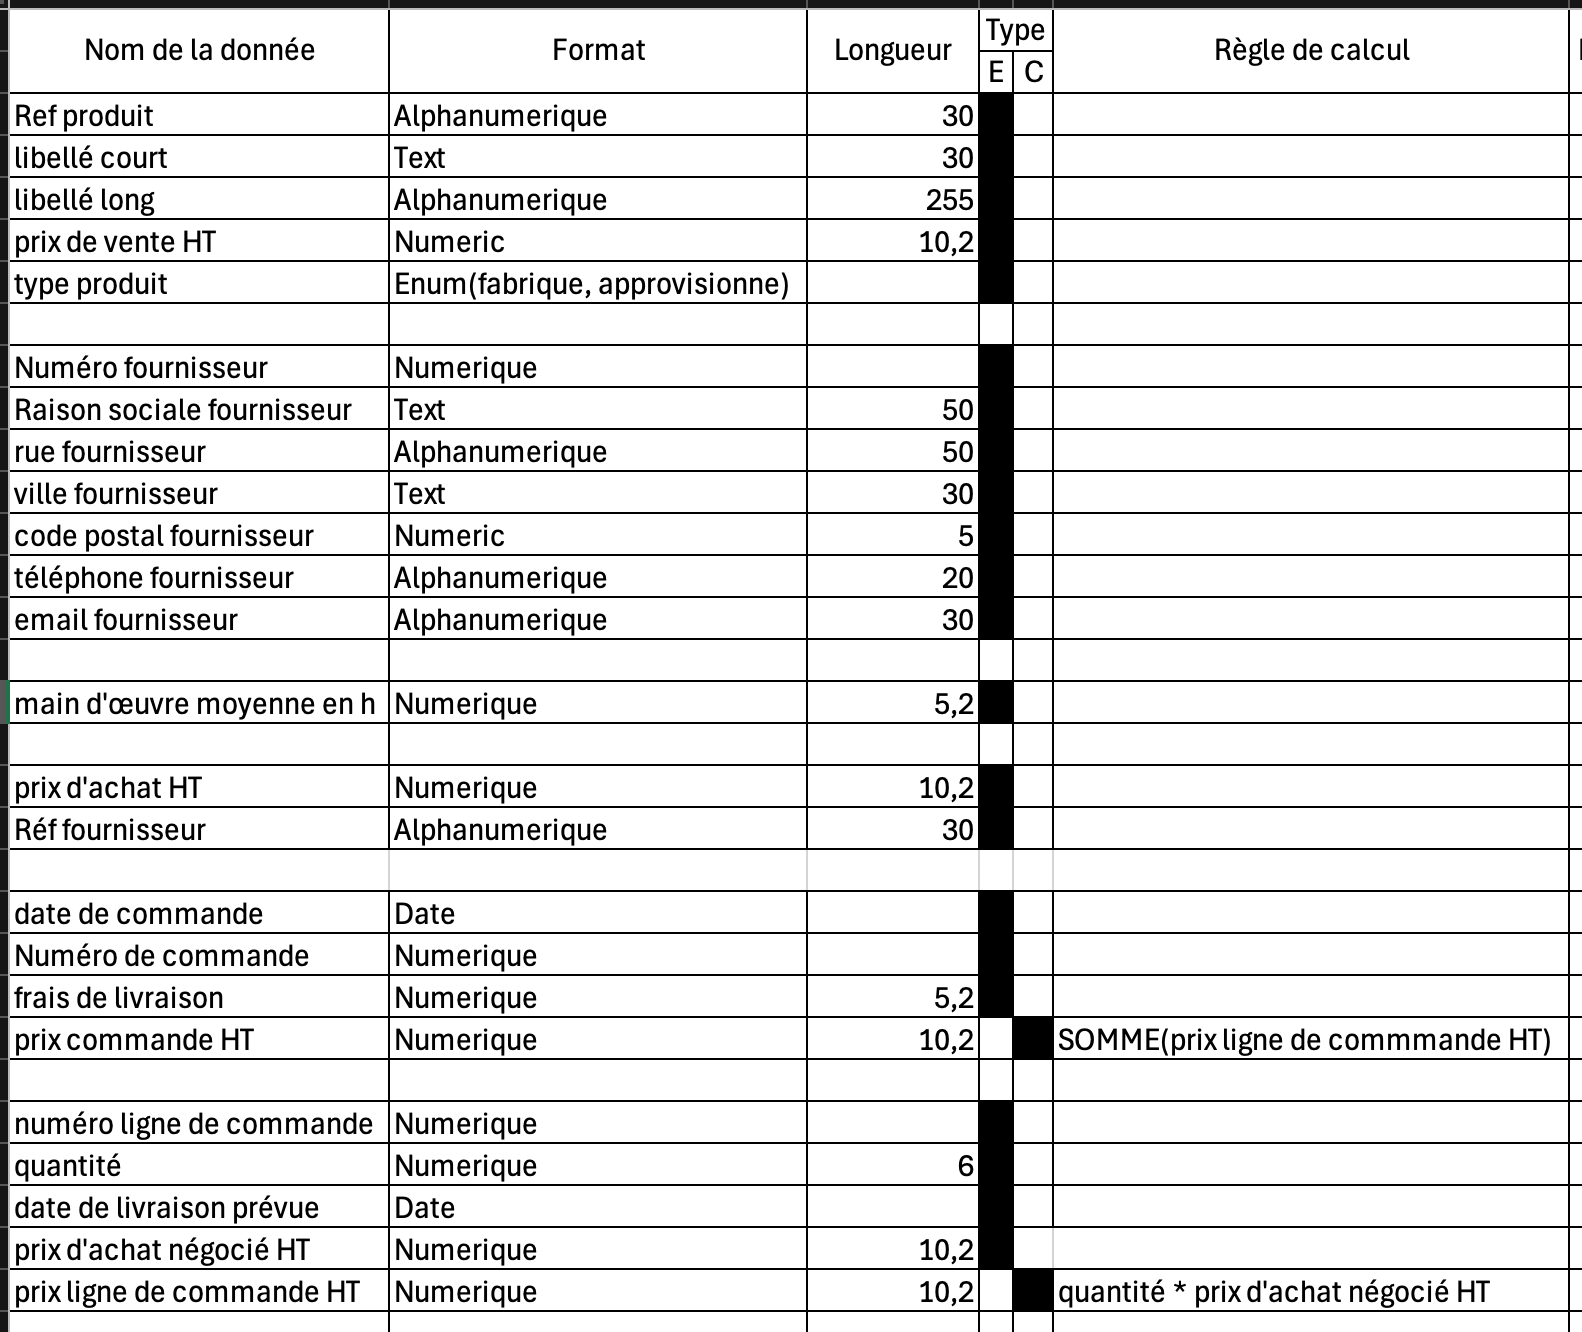 Nom de la donnée Format Longueur Type Règle de calcul
E C
Ref produit Alphanumerique 30
libellé court Text 30
libellé long Alphanumerique 255
prix de vente HT Numeric 10,2
type produit Enum(fabrique, approvisionne)
Numéro fournisseur Numerique
Raison sociale fournisseur Text 50
rue fournisseur Alphanumerique 50
ville fournisseur Text 30
code postal fournisseur Numeric 5
téléphone fournisseur Alphanumerique 20
email fournisseur Alphanumerique 30
main d'œuvre moyenne en h Numerique 5,2
prix d'achat HT Numerique 10,2
Réf fournisseur Alphanumerique 30
date de commande Date
Numéro de commande Numerique
frais de livraison Numerique 5,2
prix commande HT Numerique 10,2 SOMME(prix ligne de commmande HT)
numéro ligne de commande Numerique
quantité Numerique 6
date de livraison prévue Date
prix d'achat négocié HT Numerique 10,2
prix ligne de commande HT Numerique 10,2 quantité * prix d'achat négocié HT